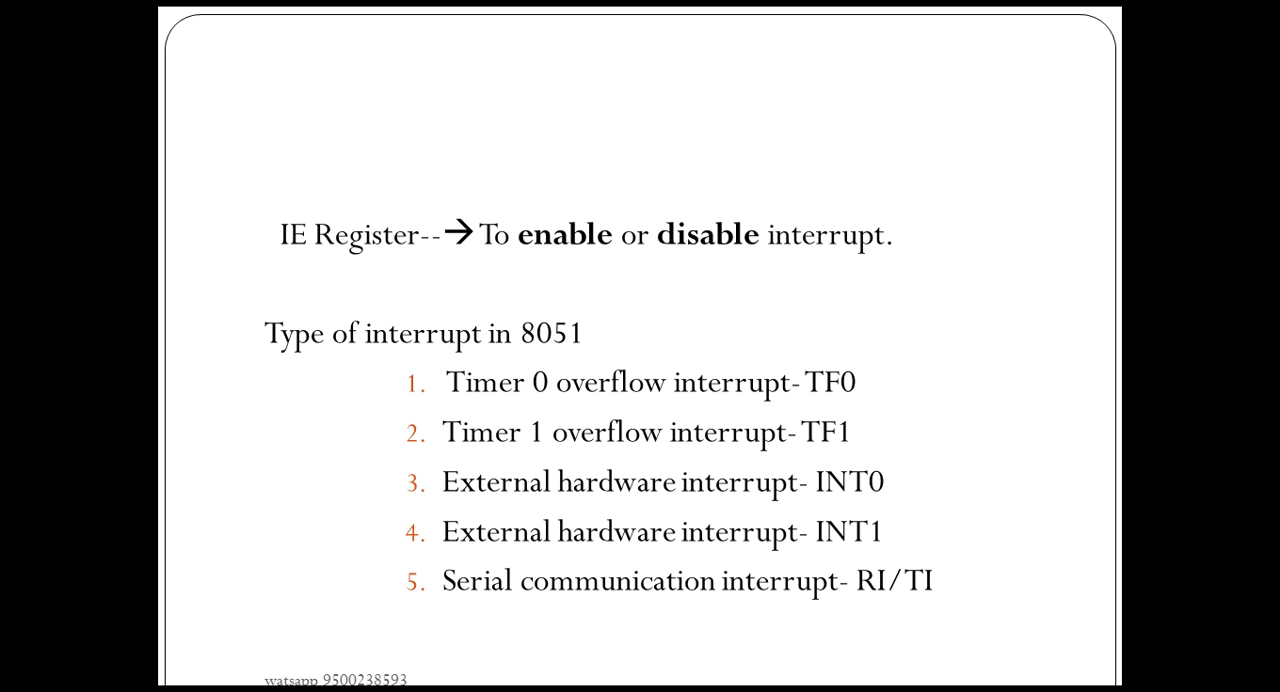 IE Register--→ To enable or disable interrupt.
Type of interrupt in 8051
1. Timer 0 overflow interrupt- TF0
2. Timer 1 overflow interrupt- TF1
3. External hardware interrupt- INT0
4. External hardware interrupt- INT1
5. Serial communication interrupt- RI/TI
watsapp 9500238593